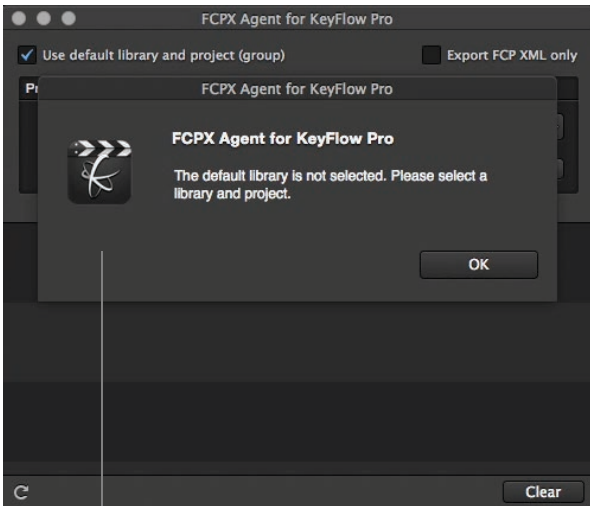 FCPX Agent for KeyFlow Pro
Use default library and project (group)
Export FCP XML only
FCPX Agent for KeyFlow Pro
FCPX Agent for KeyFlow Pro
The default library is not selected. Please select a
library and project.
OK
Clear